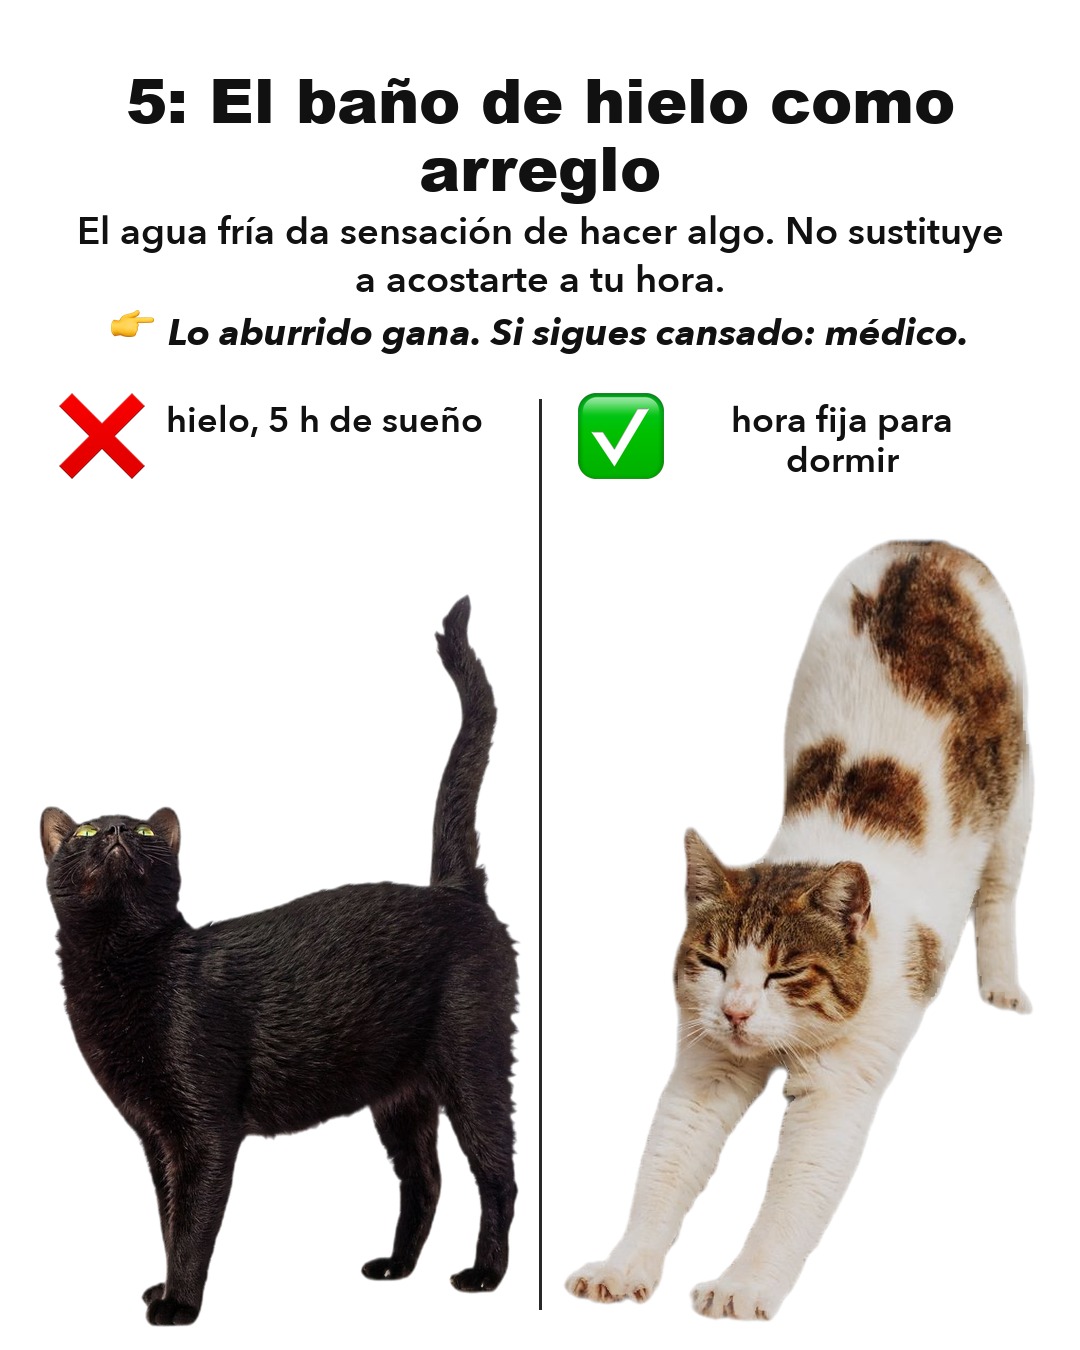 5: El baño de hielo como
arreglo
El agua fría da sensación de hacer algo. No sustituye
a acostarte a tu hora.
👉 Lo aburrido gana. Si sigues cansado: médico.
❌ hielo, 5 h de sueño
✅ hora fija para
dormir